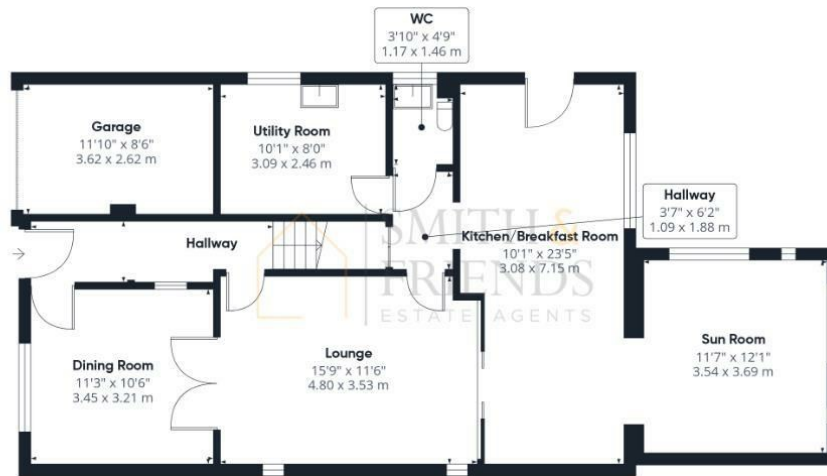 WC
3'10" x 4'9"
1.17 x 1.46 m
Garage
11'10" x 8'6"
3.62 x 2.62 m
Utility Room
10'1" x 8'0"
3.09 x 2.46 m
Hallway
3'7" x 6'2"
1.09 x 1.88 m
Hallway
SMITH &
FRIENDS
ESTATE AGENTS
Kitchen/Breakfast Room
10'1" x 23'5"
3.08 x 7.15 m
Sun Room
11'7" x 12'1"
3.54 x 3.69 m
Dining Room
11'3" x 10'6"
3.45 x 3.21 m
Lounge
15'9" x 11'6"
4.80 x 3.53 m